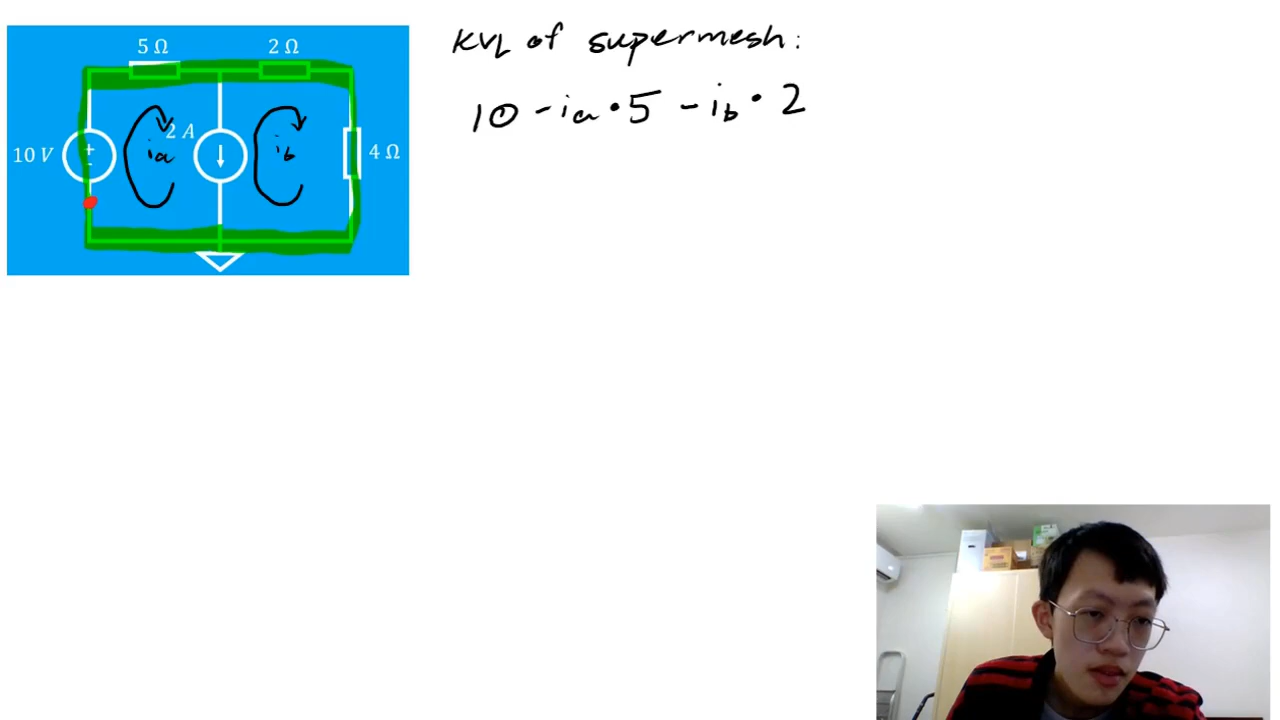 5 Ω
2 Ω
10 V
+
-
ia
2 A
ib
4 Ω
KVL of supermesh:
10 - ia · 5 - ib · 2